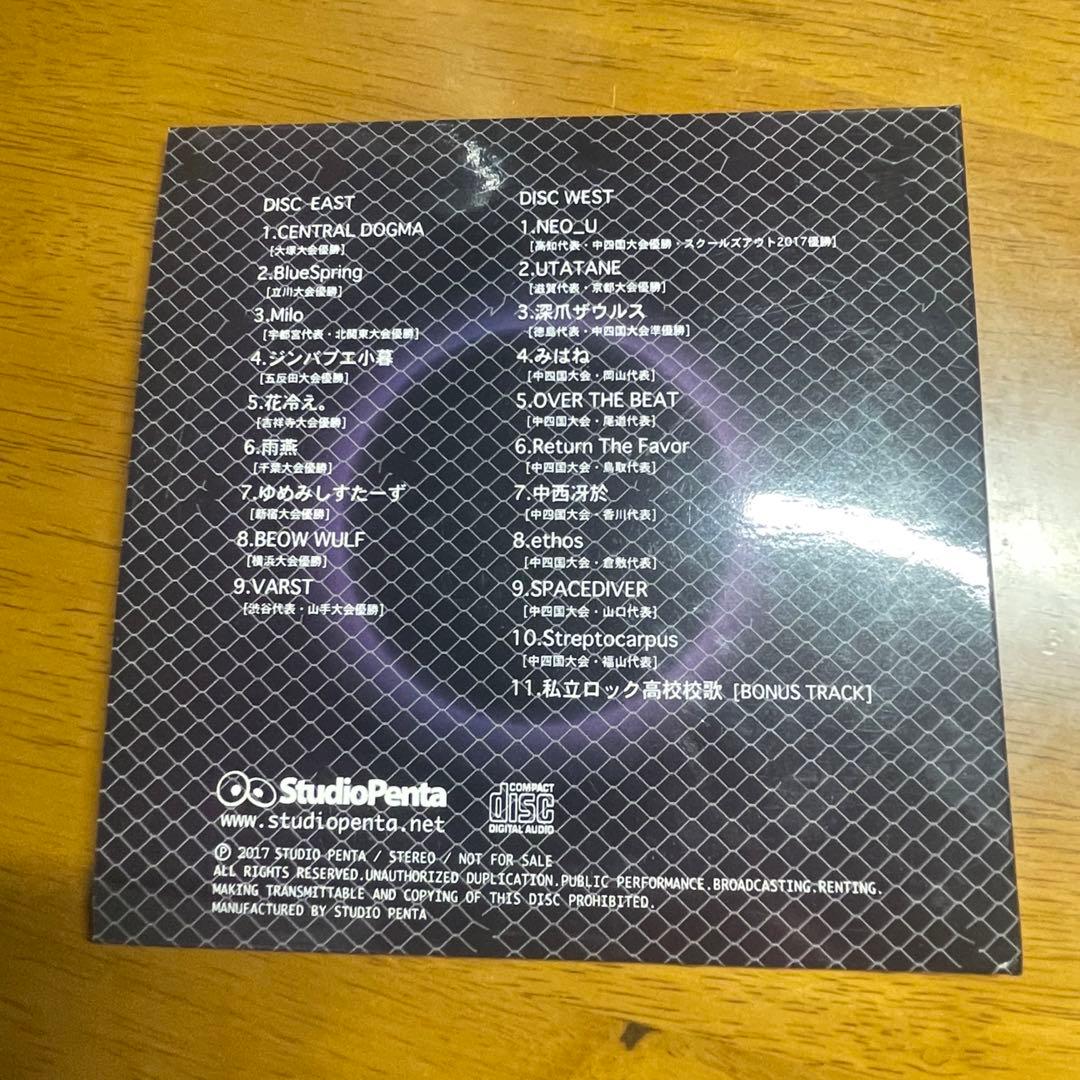 DISC EAST
1.CENTRAL DOGMA
[大塚大会優勝]
2.BlueSpring
[立川大会優勝]
3.Milo
[宇都宮代表・北関東大会優勝]
4.ジンバブエ小暮
[五反田大会優勝]
5.花冷え。
[吉祥寺大会優勝]
6.雨燕
[千葉大会優勝]
7.ゆめみしすたーず
[新宿大会優勝]
8.BEOW WULF
[横浜大会優勝]
9.VARST
[渋谷代表・山手大会優勝]
DISC WEST
1.NEO_U
[高知代表・中四国大会優勝・スクールズアウト2017優勝]
2.UTATANE
[滋賀代表・京都大会優勝]
3.深爪ザウルス
[徳島代表・中四国大会準優勝]
4.みはね
[中四国大会・岡山代表]
5.OVER THE BEAT
[中四国大会・尾道代表]
6.Return The Favor
[中四国大会・鳥取代表]
7.中西冴於
[中四国大会・香川代表]
8.ethos
[中四国大会・倉敷代表]
9.SPACEDIVER
[中四国大会・山口代表]
10.Streptocarpus
[中四国大会・福山代表]
11.私立ロック高校校歌 [BONUS TRACK]
StudioPenta
www.studiopenta.net
COMPACT
disc
DIGITAL AUDIO
Ⓟ 2017 STUDIO PENTA / STEREO / NOT FOR SALE
ALL RIGHTS RESERVED.UNAUTHORIZED DUPLICATION.PUBLIC PERFORMANCE.BROADCASTING.RENTING.
MAKING TRANSMITTABLE AND COPYING OF THIS DISC PROHIBITED.
MANUFACTURED BY STUDIO PENTA